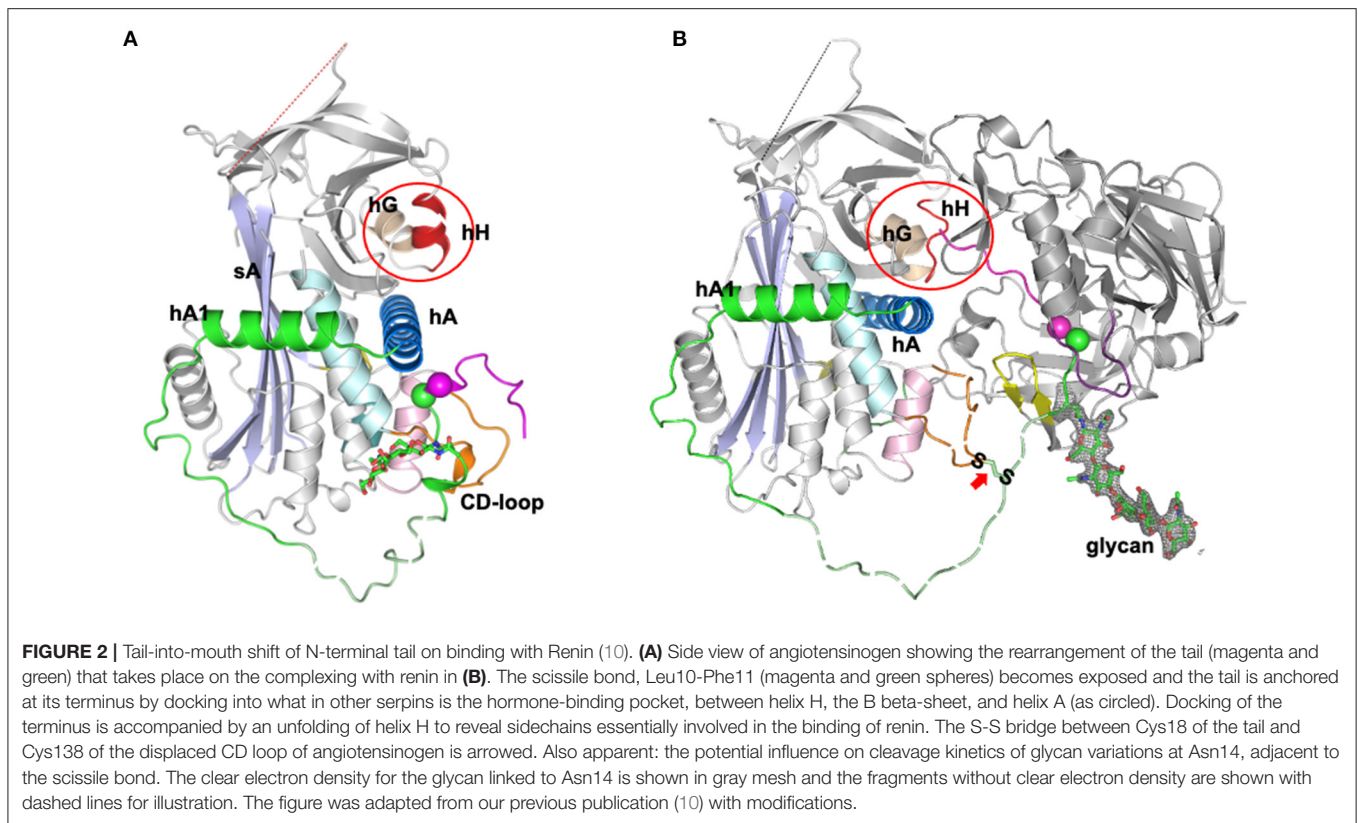 A
B
hG
hH
sA
hA1
hA
CD-loop
hH
hG
hA1
hA
S
S
glycan
FIGURE 2 | Tail-into-mouth shift of N-terminal tail on binding with Renin (10). (A) Side view of angiotensinogen showing the rearrangement of the tail (magenta and
green) that takes place on the complexing with renin in (B). The scissile bond, Leu10-Phe11 (magenta and green spheres) becomes exposed and the tail is anchored
at its terminus by docking into what in other serpins is the hormone-binding pocket, between helix H, the B beta-sheet, and helix A (as circled). Docking of the
terminus is accompanied by an unfolding of helix H to reveal sidechains essentially involved in the binding of renin. The S-S bridge between Cys18 of the tail and
Cys138 of the displaced CD loop of angiotensinogen is arrowed. Also apparent: the potential influence on cleavage kinetics of glycan variations at Asn14, adjacent to
the scissile bond. The clear electron density for the glycan linked to Asn14 is shown in gray mesh and the fragments without clear electron density are shown with
dashed lines for illustration. The figure was adapted from our previous publication (10) with modifications.